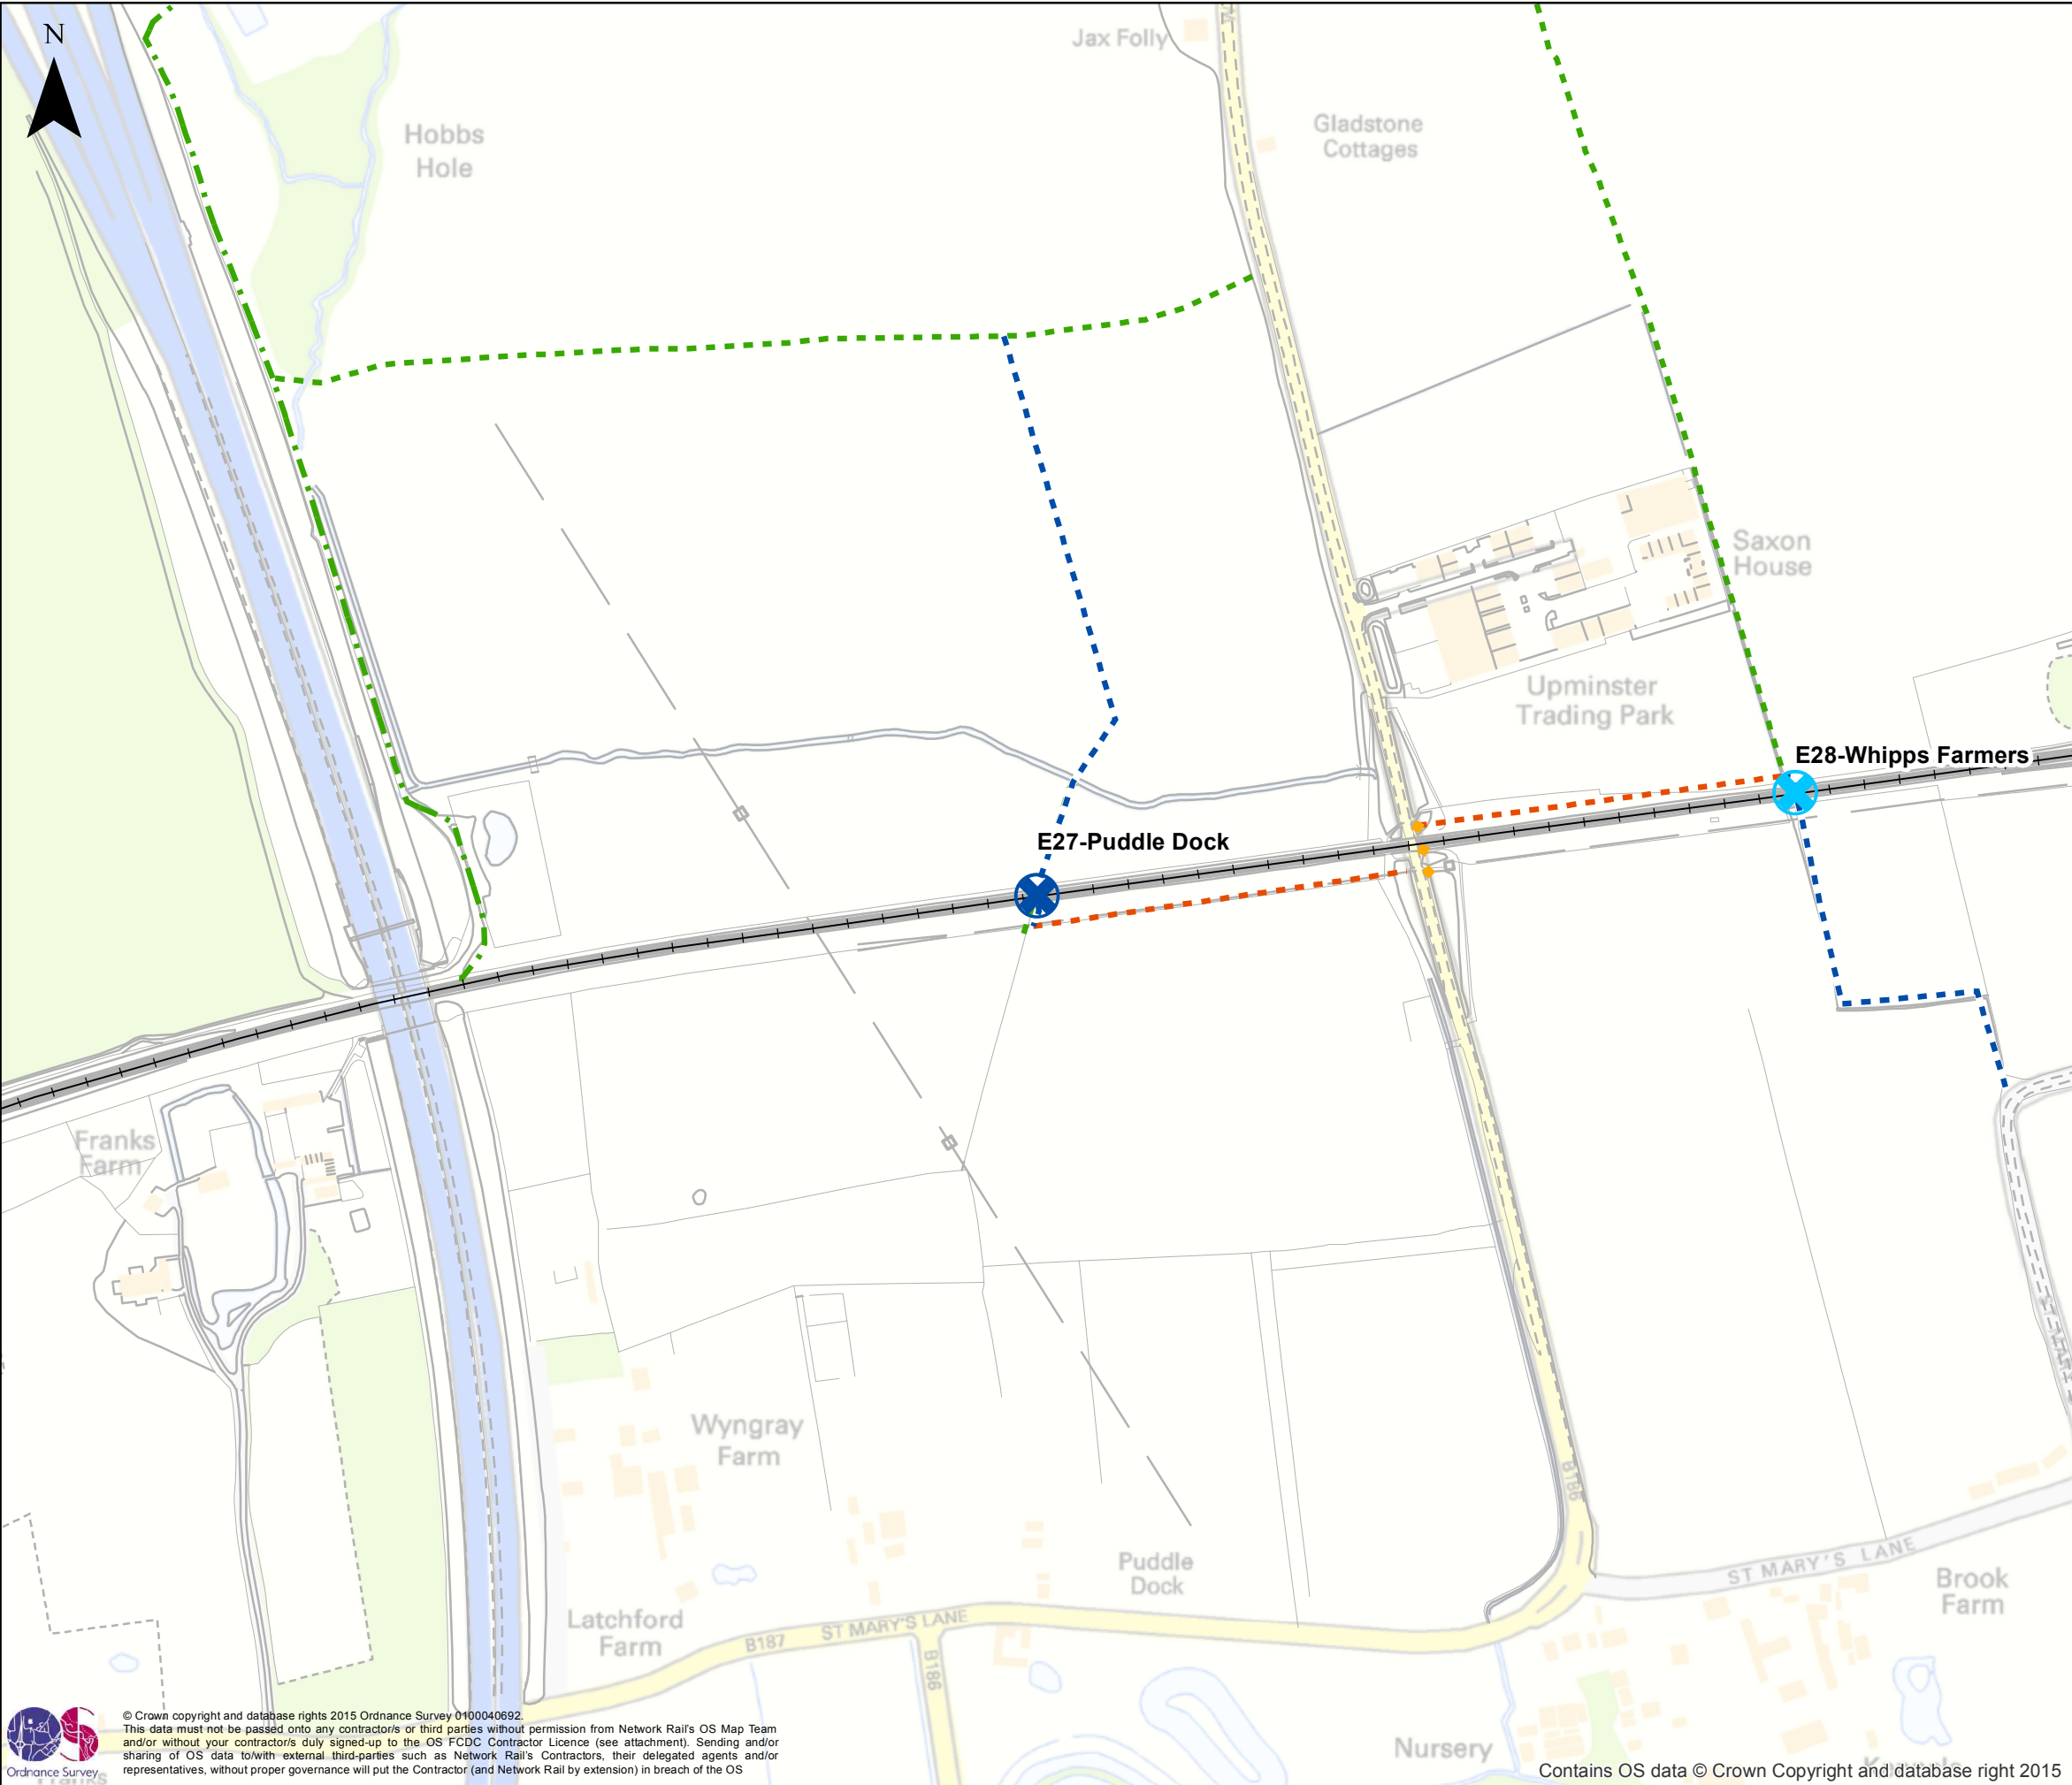 N
Jax Folly
Hobbs
Hole
Gladstone
Cottages
Saxon
House
Upminster
Trading Park
E28-Whipps Farmers
E27-Puddle Dock
Franks
Farm
Wyngray
Farm
B186
Puddle
Dock
ST MARY'S LANE
Brook
Farm
Latchford
Farm
B187
ST MARY'S LANE
B186
Nursery
© Crown copyright and database rights 2015 Ordnance Survey 0100040692.
This data must not be passed onto any contractor/s or third parties without permission from Network Rail's OS Map Team
and/or without your contractor/s duly signed-up to the OS FCDC Contractor Licence (see attachment). Sending and/or
sharing of OS data to/with external third-parties such as Network Rail's Contractors, their delegated agents and/or
representatives, without proper governance will put the Contractor (and Network Rail by extension) in breach of the OS
Ordnance Survey
Franks
Contains OS data © Crown Copyright and database right 2015